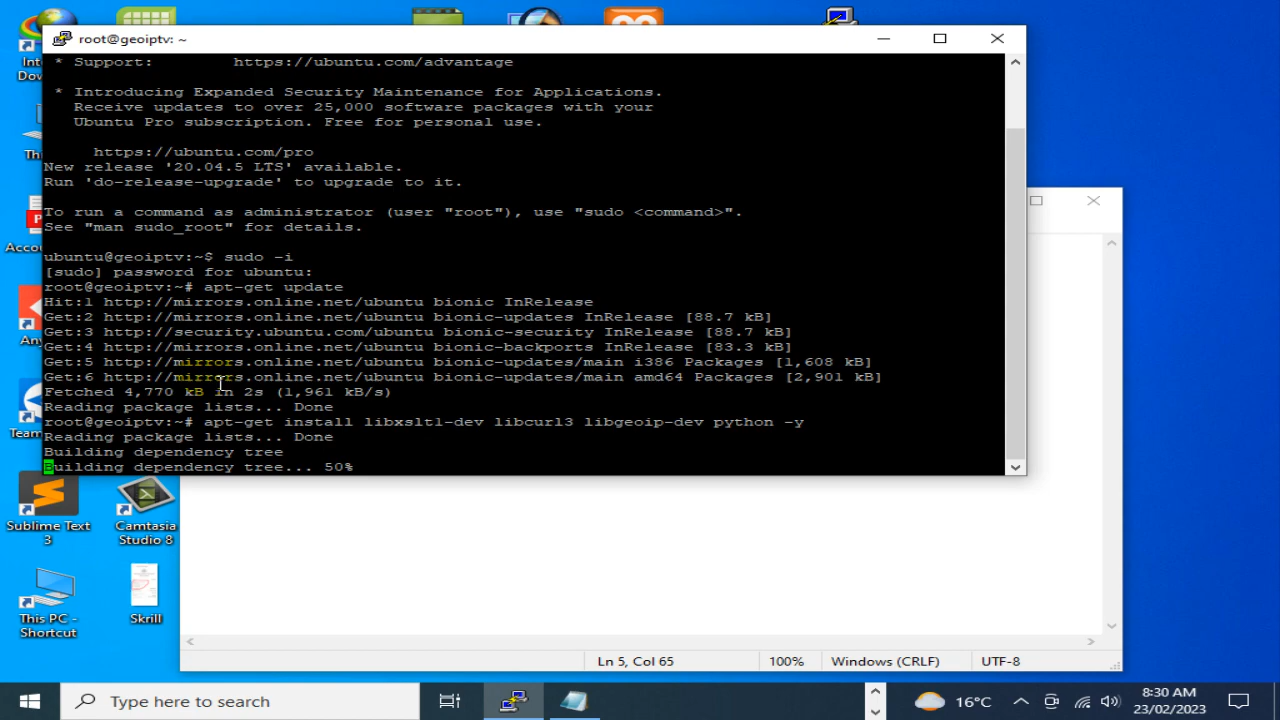 root@geoiptv: ~
* Support:        https://ubuntu.com/advantage
* Introducing Expanded Security Maintenance for Applications.
Receive updates to over 25,000 software packages with your
Ubuntu Pro subscription. Free for personal use.
https://ubuntu.com/pro
New release '20.04.5 LTS' available.
Run 'do-release-upgrade' to upgrade to it.
To run a command as administrator (user "root"), use "sudo <command>".
See "man sudo_root" for details.
ubuntu@geoiptv:~$ sudo -i
[sudo] password for ubuntu:
root@geoiptv:~# apt-get update
Hit:1 http://mirrors.online.net/ubuntu bionic InRelease
Get:2 http://mirrors.online.net/ubuntu bionic-updates InRelease [88.7 kB]
Get:3 http://security.ubuntu.com/ubuntu bionic-security InRelease [88.7 kB]
Get:4 http://mirrors.online.net/ubuntu bionic-backports InRelease [83.3 kB]
Get:5 http://mirrors.online.net/ubuntu bionic-updates/main i386 Packages [1,608 kB]
Get:6 http://mirrors.online.net/ubuntu bionic-updates/main amd64 Packages [2,901 kB]
Fetched 4,770 kB in 2s (1,961 kB/s)
Reading package lists... Done
root@geoiptv:~# apt-get install libxslt1-dev libcurl3 libgeoip-dev python -y
Reading package lists... Done
Building dependency tree
Building dependency tree... 50%
Inte
Dow
Thi
Acco
Any
Team
Sublime Text
3
Camtasia
Studio 8
This PC -
Shortcut
Skrill
Ln 5, Col 65
100%
Windows (CRLF)
UTF-8
Type here to search
16°C
8:30 AM
23/02/2023